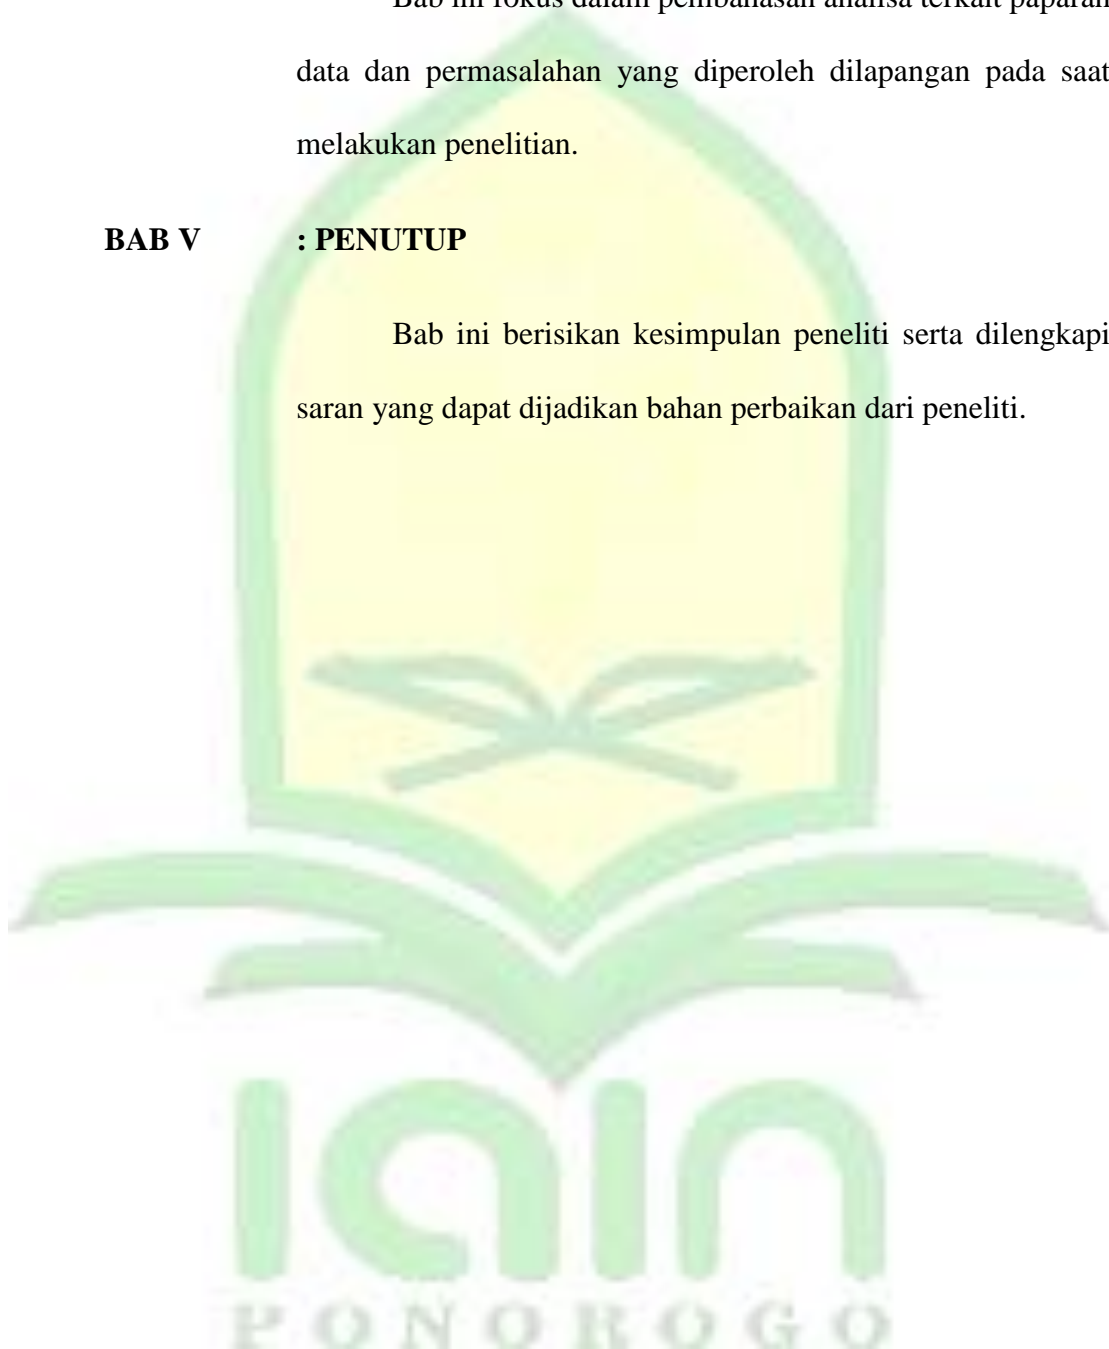 Bab ini fokus dalam pembahasan analisa terkait paparan
data dan permasalahan yang diperoleh dilapangan pada saat
melakukan penelitian.
BAB V : PENUTUP
Bab ini berisikan kesimpulan peneliti serta dilengkapi
saran yang dapat dijadikan bahan perbaikan dari peneliti.
iain
PONOROGO